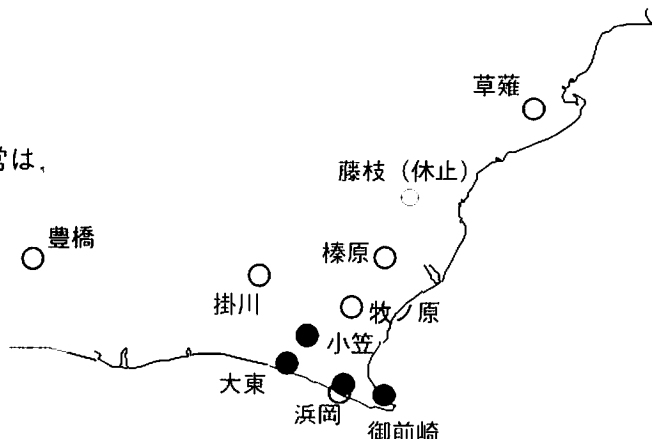 草薙
常は、
藤枝（休止）
豊橋
榛原
掛川
牧ノ原
小笠
大東
浜岡
御前崎